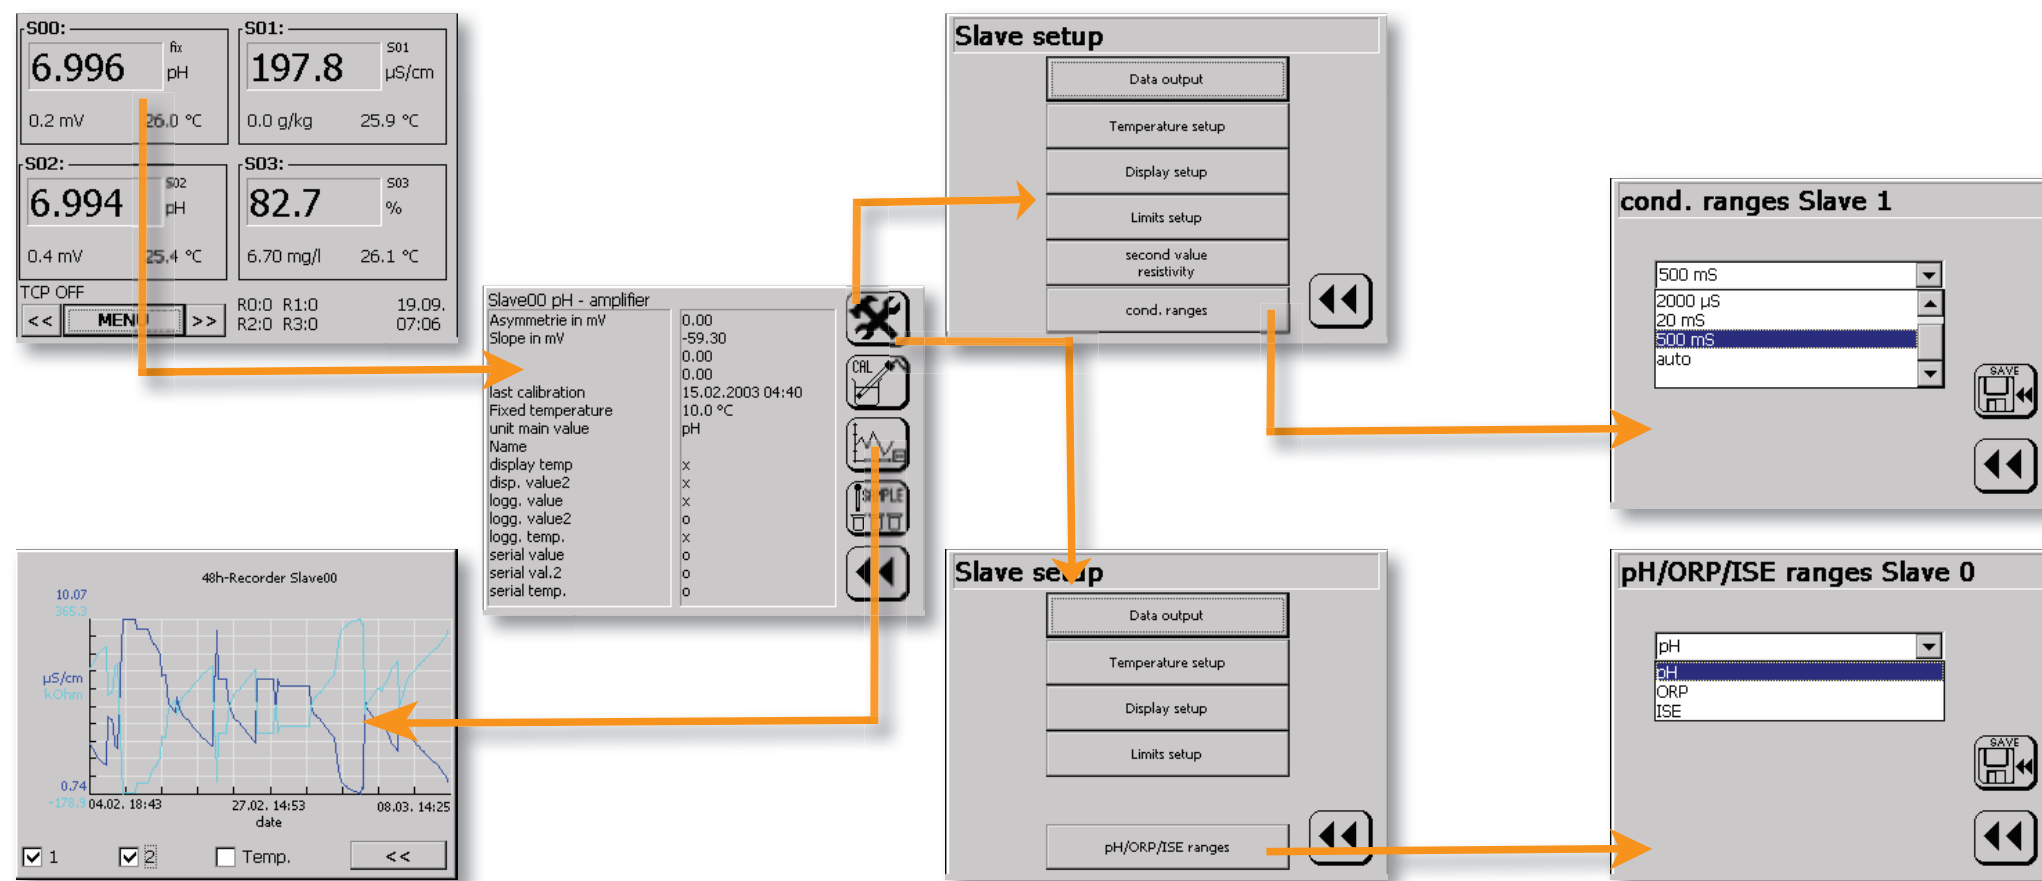 S00:
6.996
fix
pH
0.2 mV
26.0 °C
S01:
197.8
S01
µS/cm
0.0 g/kg
25.9 °C
S02:
6.994
S02
pH
0.4 mV
25.4 °C
S03:
82.7
S03
%
6.70 mg/l
26.1 °C
TCP OFF
<<
MENU
>>
R0:0 R1:0
R2:0 R3:0
19.09.
07:06
Slave00 pH - amplifier
Asymmetrie in mV 0.00
Slope in mV -59.30
0.00
0.00
last calibration 15.02.2003 04:40
Fixed temperature 10.0 °C
unit main value pH
Name
display temp x
disp. value2 x
logg. value x
logg. value2 o
logg. temp. x
serial value o
serial val.2 o
serial temp. o
CAL
SAMPLE
48h-Recorder Slave00
10.07
365.3
µS/cm
kOhm
0.74
-178.9
04.02. 18:43
27.02. 14:53
08.03. 14:25
date
1
2
Temp.
<<
Slave setup
Data output
Temperature setup
Display setup
Limits setup
second value
resistivity
cond. ranges
Slave setup
Data output
Temperature setup
Display setup
Limits setup
pH/ORP/ISE ranges
cond. ranges Slave 1
500 mS
2000 µS
20 mS
500 mS
auto
SAVE
pH/ORP/ISE ranges Slave 0
pH
pH
ORP
ISE
SAVE